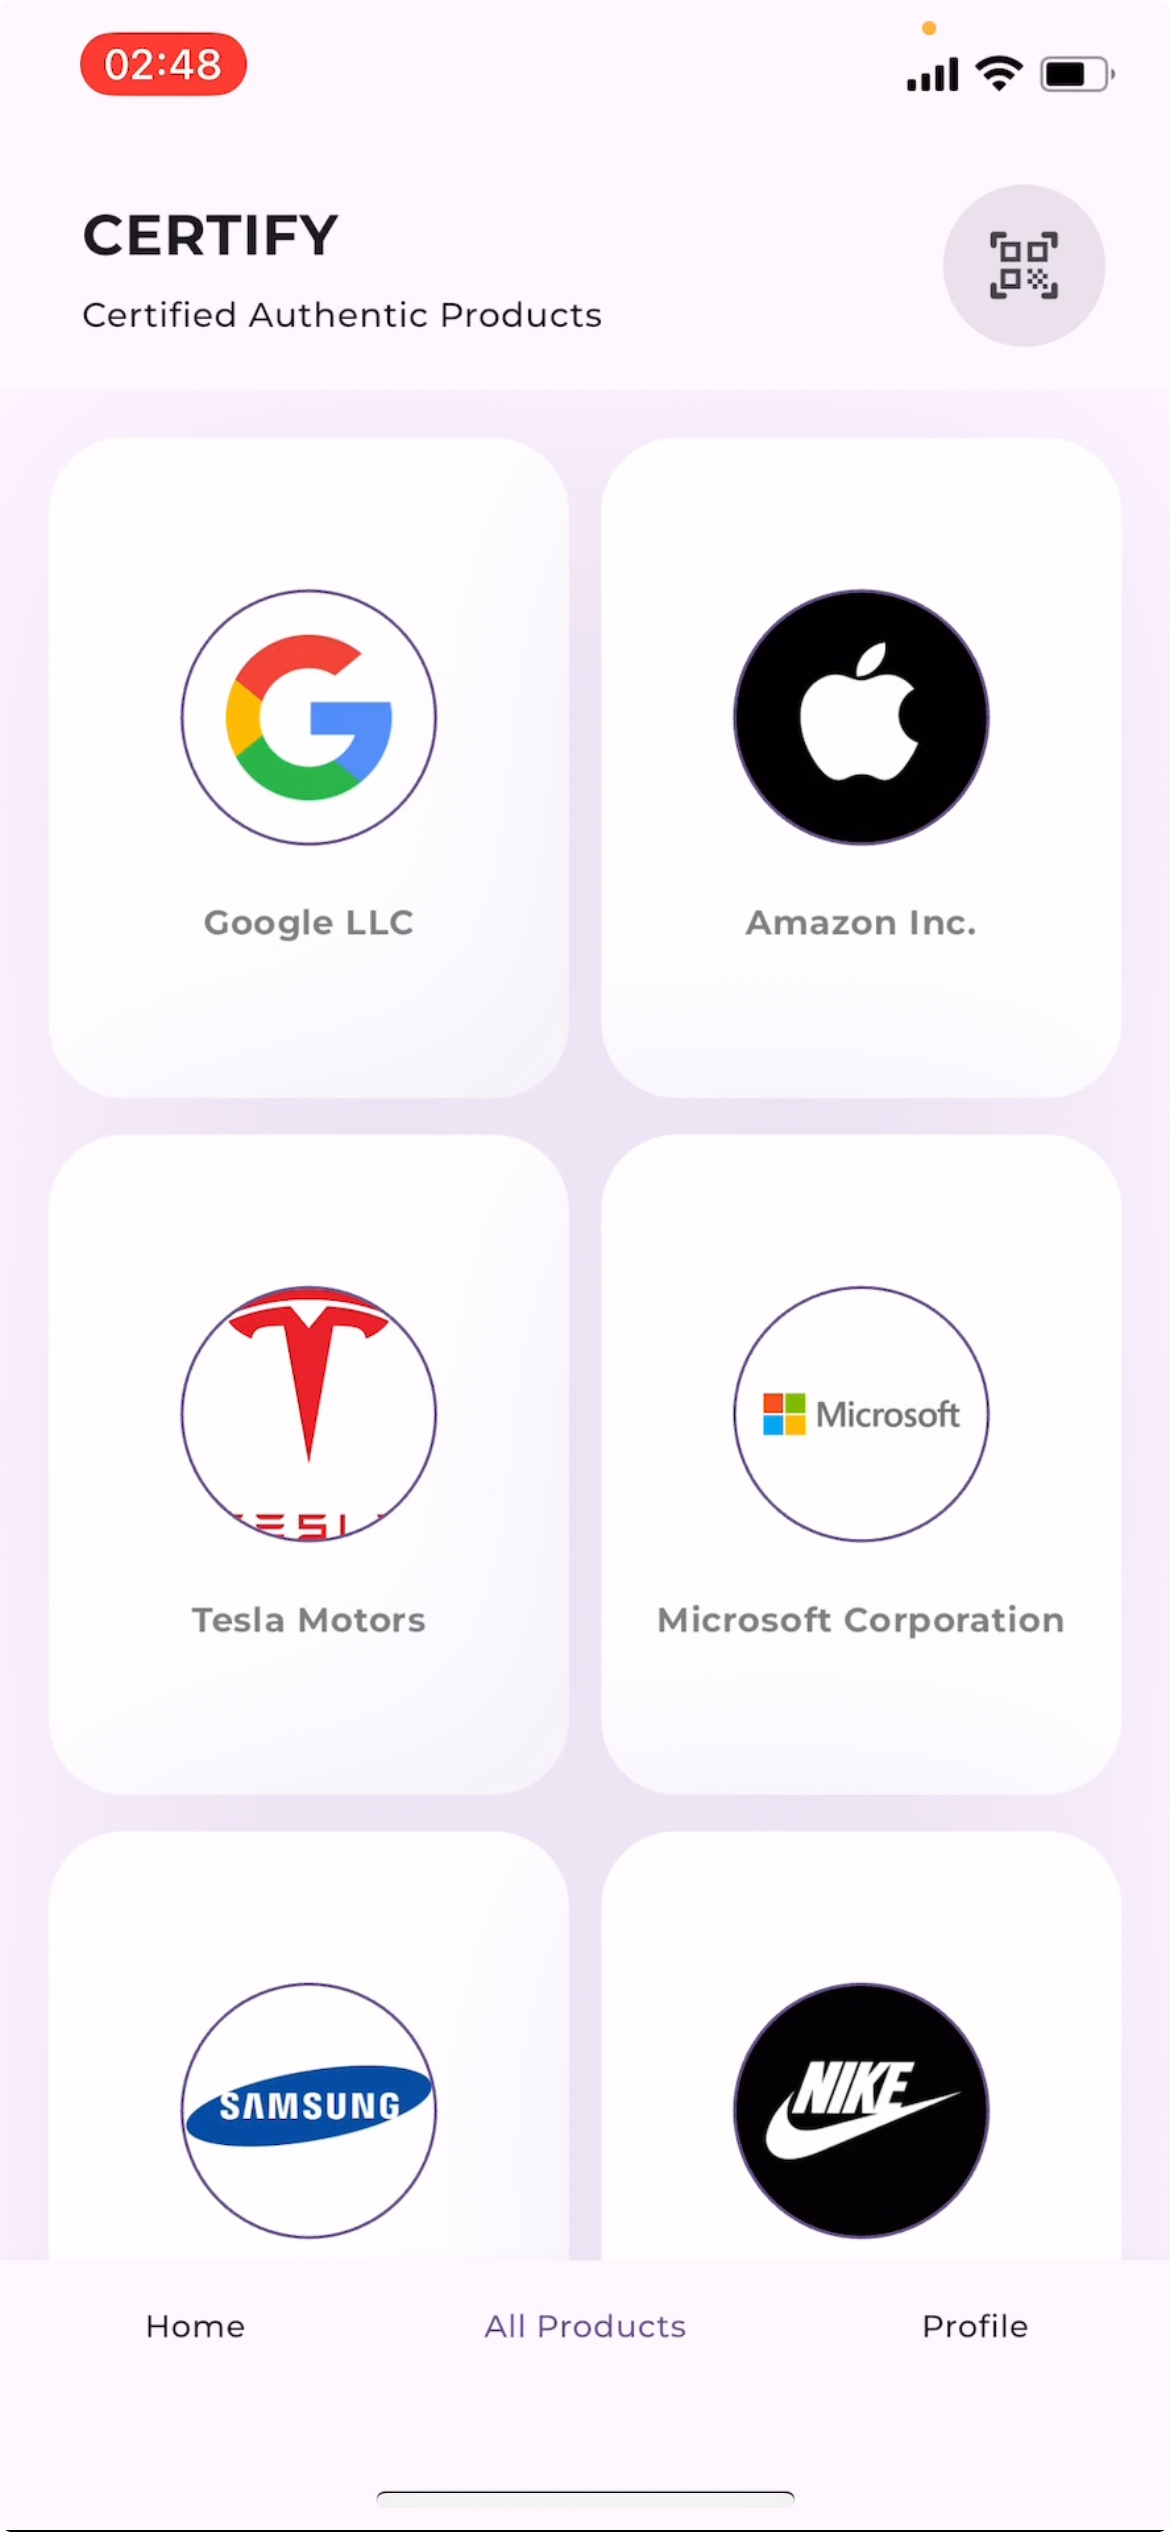 02:48
CERTIFY
Certified Authentic Products
Google LLC
Amazon Inc.
Microsoft
Tesla Motors
Microsoft Corporation
SAMSUNG
NIKE
Home
All Products
Profile